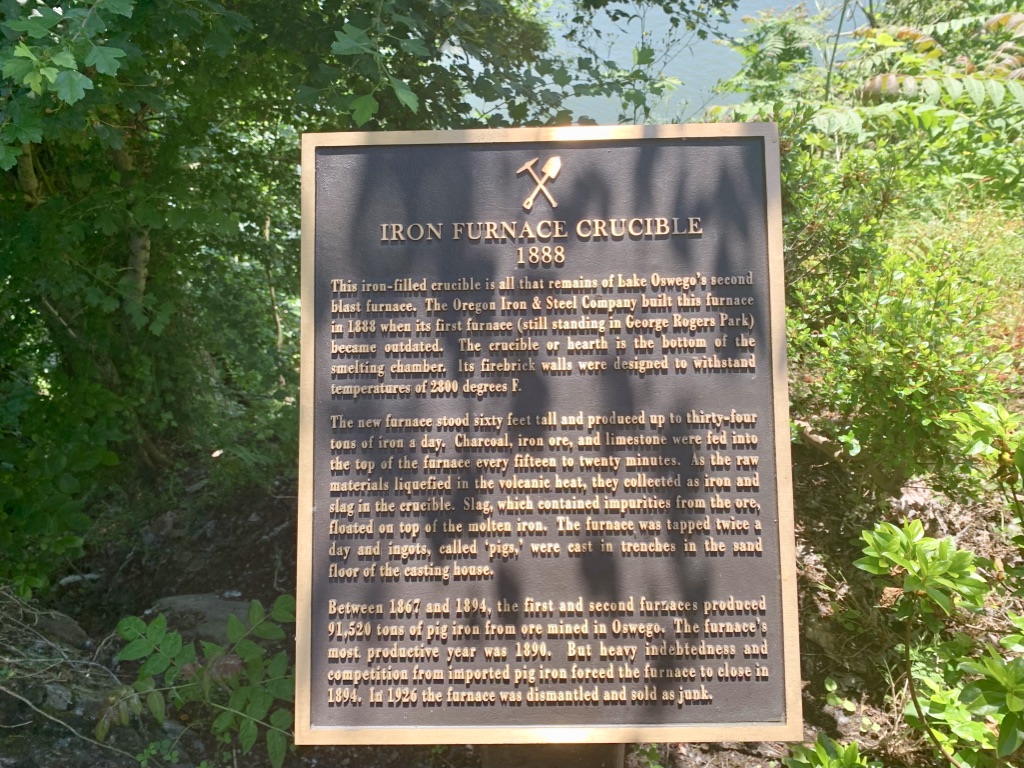 IRON FURNACE CRUCIBLE
1888
This iron-filled crucible is all that remains of Lake Oswego's second
blast furnace. The Oregon Iron & Steel Company built this furnace
in 1888 when its first furnace (still standing in George Rogers Park)
became outdated. The crucible or hearth is the bottom of the
smelting chamber. Its firebrick walls were designed to withstand
temperatures of 2800 degrees F.
The new furnace stood sixty feet tall and produced up to thirty-four
tons of iron a day. Charcoal, iron ore, and limestone were fed into
the top of the furnace every fifteen to twenty minutes. As the raw
materials liquefied in the volcanic heat, they collected as iron and
slag in the crucible. Slag, which contained impurities from the ore,
floated on top of the molten iron. The furnace was tapped twice a
day and ingots, called 'pigs,' were cast in trenches in the sand
floor of the casting house.
Between 1867 and 1894, the first and second furnaces produced
91,520 tons of pig iron from ore mined in Oswego. The furnace's
most productive year was 1890. But heavy indebtedness and
competition from imported pig iron forced the furnace to close in
1894. In 1926 the furnace was dismantled and sold as junk.